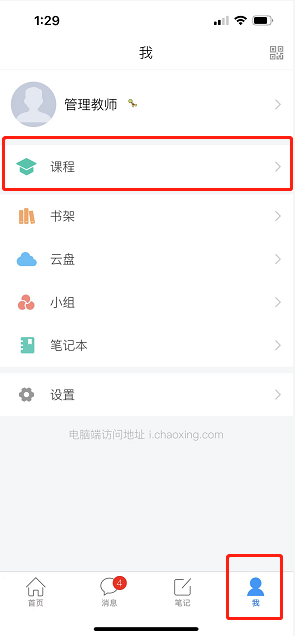 1:29
我
管理教师
课程
书架
云盘
小组
笔记本
设置
电脑端访问地址 i.chaoxing.com
4
首页
消息
笔记
我